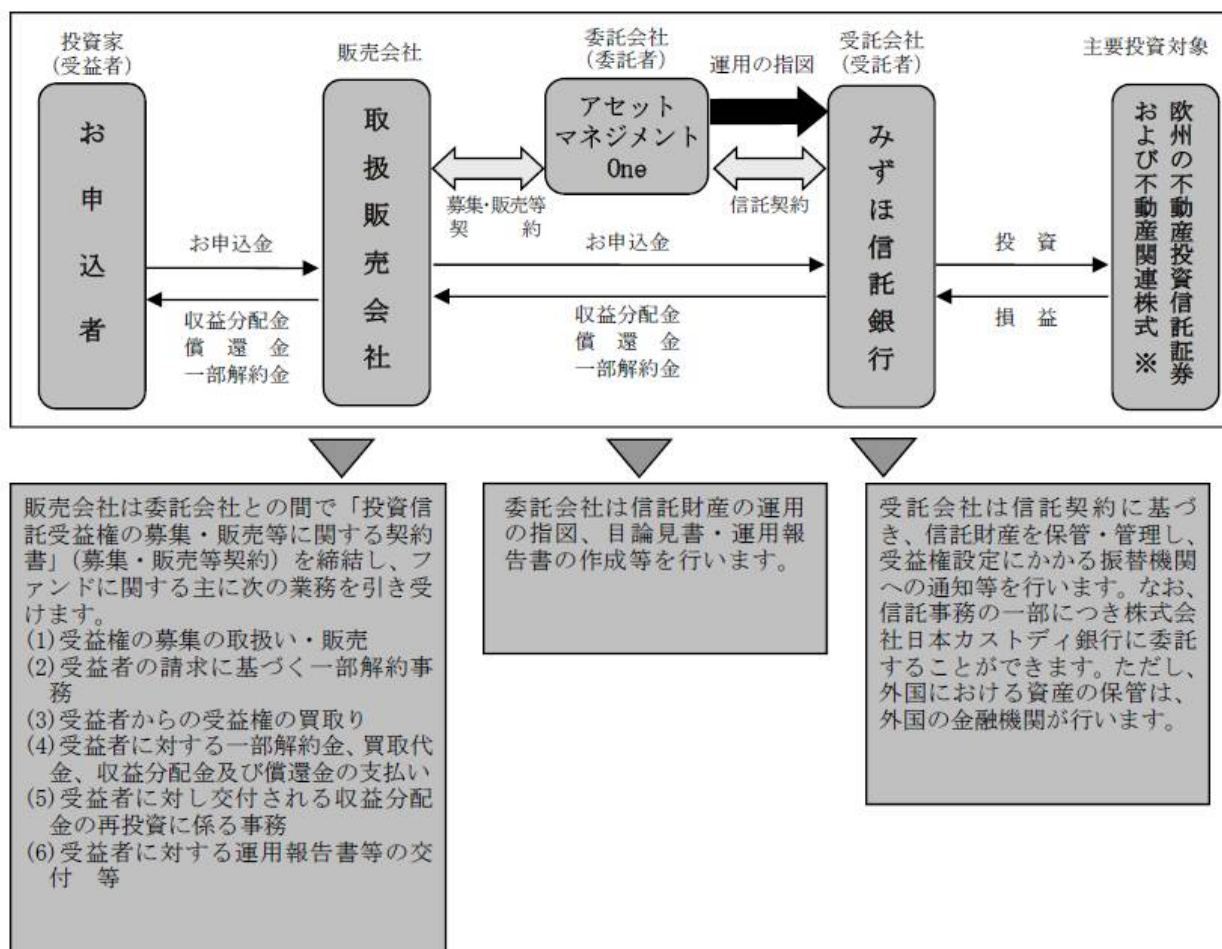 投資家
(受益者)
販売会社
委託会社
(委託者)
運用の指図
受託会社
(受託者)
主要投資対象
お申込者
取扱販売会社
アセット
マネジメント
One
みずほ信託銀行
欧州の不動産投資信託証券
および不動産関連株式 ※
募集・販売等
契 約
信託契約
お申込金
お申込金
投 資
収益分配金
償 還 金
一部解約金
収益分配金
償 還 金
一部解約金
損 益
販売会社は委託会社との間で「投資信
託受益権の募集・販売等に関する契約
書」(募集・販売等契約)を締結し、フ
ァンドに関する主に次の業務を引き受
けます。
(1)受益権の募集の取扱い・販売
(2)受益者の請求に基づく一部解約事
務
(3)受益者からの受益権の買取り
(4)受益者に対する一部解約金、買取代
金、収益分配金及び償還金の支払い
(5)受益者に対し交付される収益分配
金の再投資に係る事務
(6)受益者に対する運用報告書等の交
付 等
委託会社は信託財産の運用
の指図、目論見書・運用報
告書の作成等を行います。
受託会社は信託契約に基づ
き、信託財産を保管・管理し、
受益権設定にかかる振替機関
への通知等を行います。なお、
信託事務の一部につき株式会
社日本カストディ銀行に委託
することができます。ただし、
外国における資産の保管は、
外国の金融機関が行います。